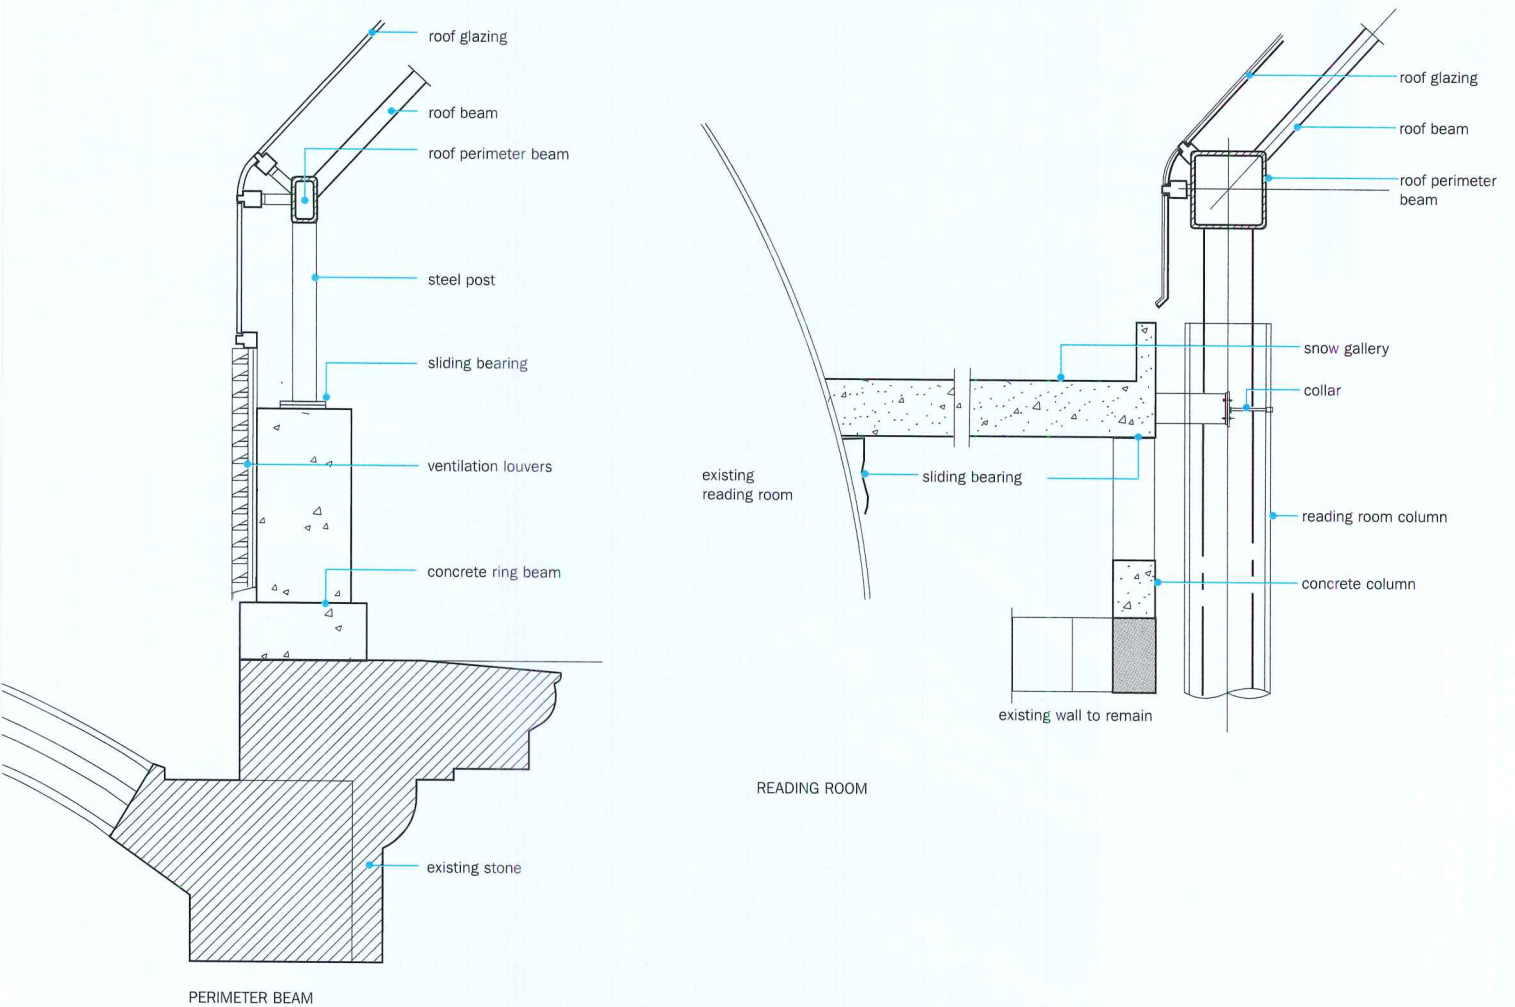 roof glazing
roof beam
roof perimeter beam
steel post
sliding bearing
ventilation louvers
concrete ring beam
existing stone
PERIMETER BEAM
roof glazing
roof beam
roof perimeter
beam
snow gallery
collar
existing
reading room
sliding bearing
reading room column
concrete column
existing wall to remain
READING ROOM